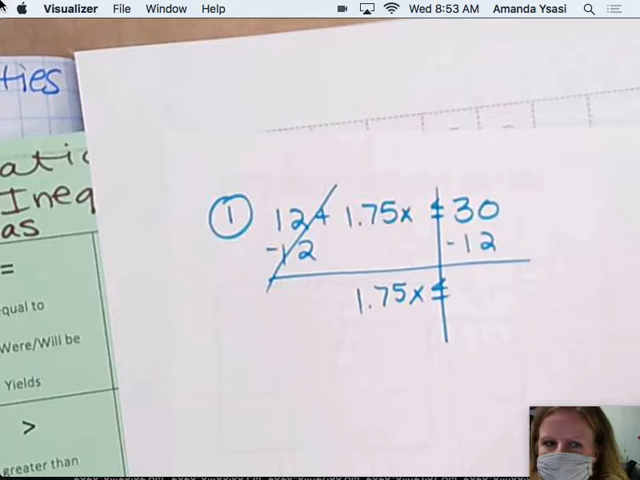 Visualizer File Window Help Wed 8:53 AM Amanda Ysasi
ties
atic
Ineq
as
=
qual to
Were/Will be
Yields
>
greater than
① 12+ 1.75x ≤ 30
-12 -12
1.75x ≤